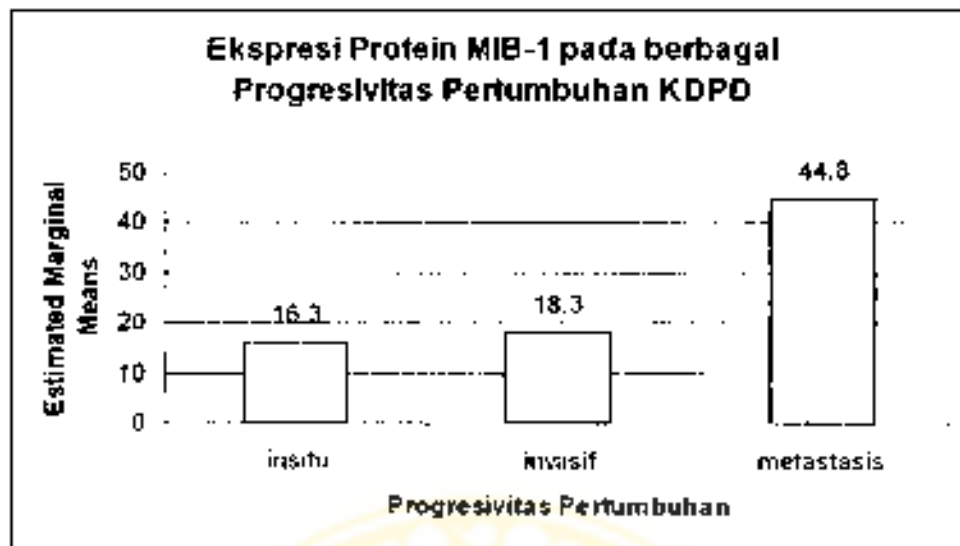 Ekspresi Protein MIB-1 pada berbagai
Progresivitas Pertumbuhan KDPD
Estimated Marginal
Means
50
40
30
20
10
0
16.3
18.3
44.8
insitu
invasif
metastasis
Progresivitas Pertumbuhan